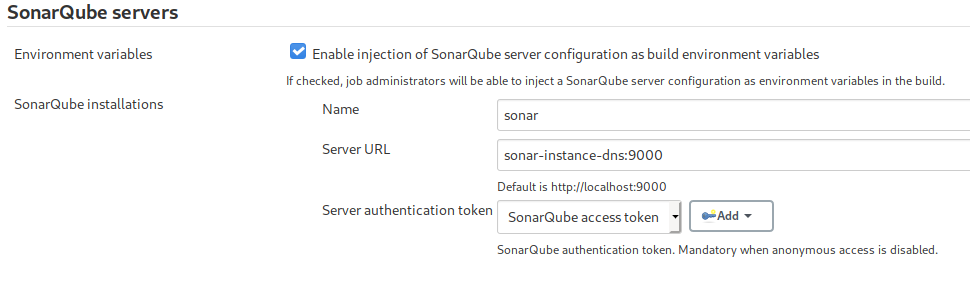 SonarQube servers
Environment variables
Enable injection of SonarQube server configuration as build environment variables
If checked, job administrators will be able to inject a SonarQube server configuration as environment variables in the build.
SonarQube installations
Name
sonar
Server URL
sonar-instance-dns:9000
Default is http://localhost:9000
Server authentication token
SonarQube access token
Add
SonarQube authentication token. Mandatory when anonymous access is disabled.